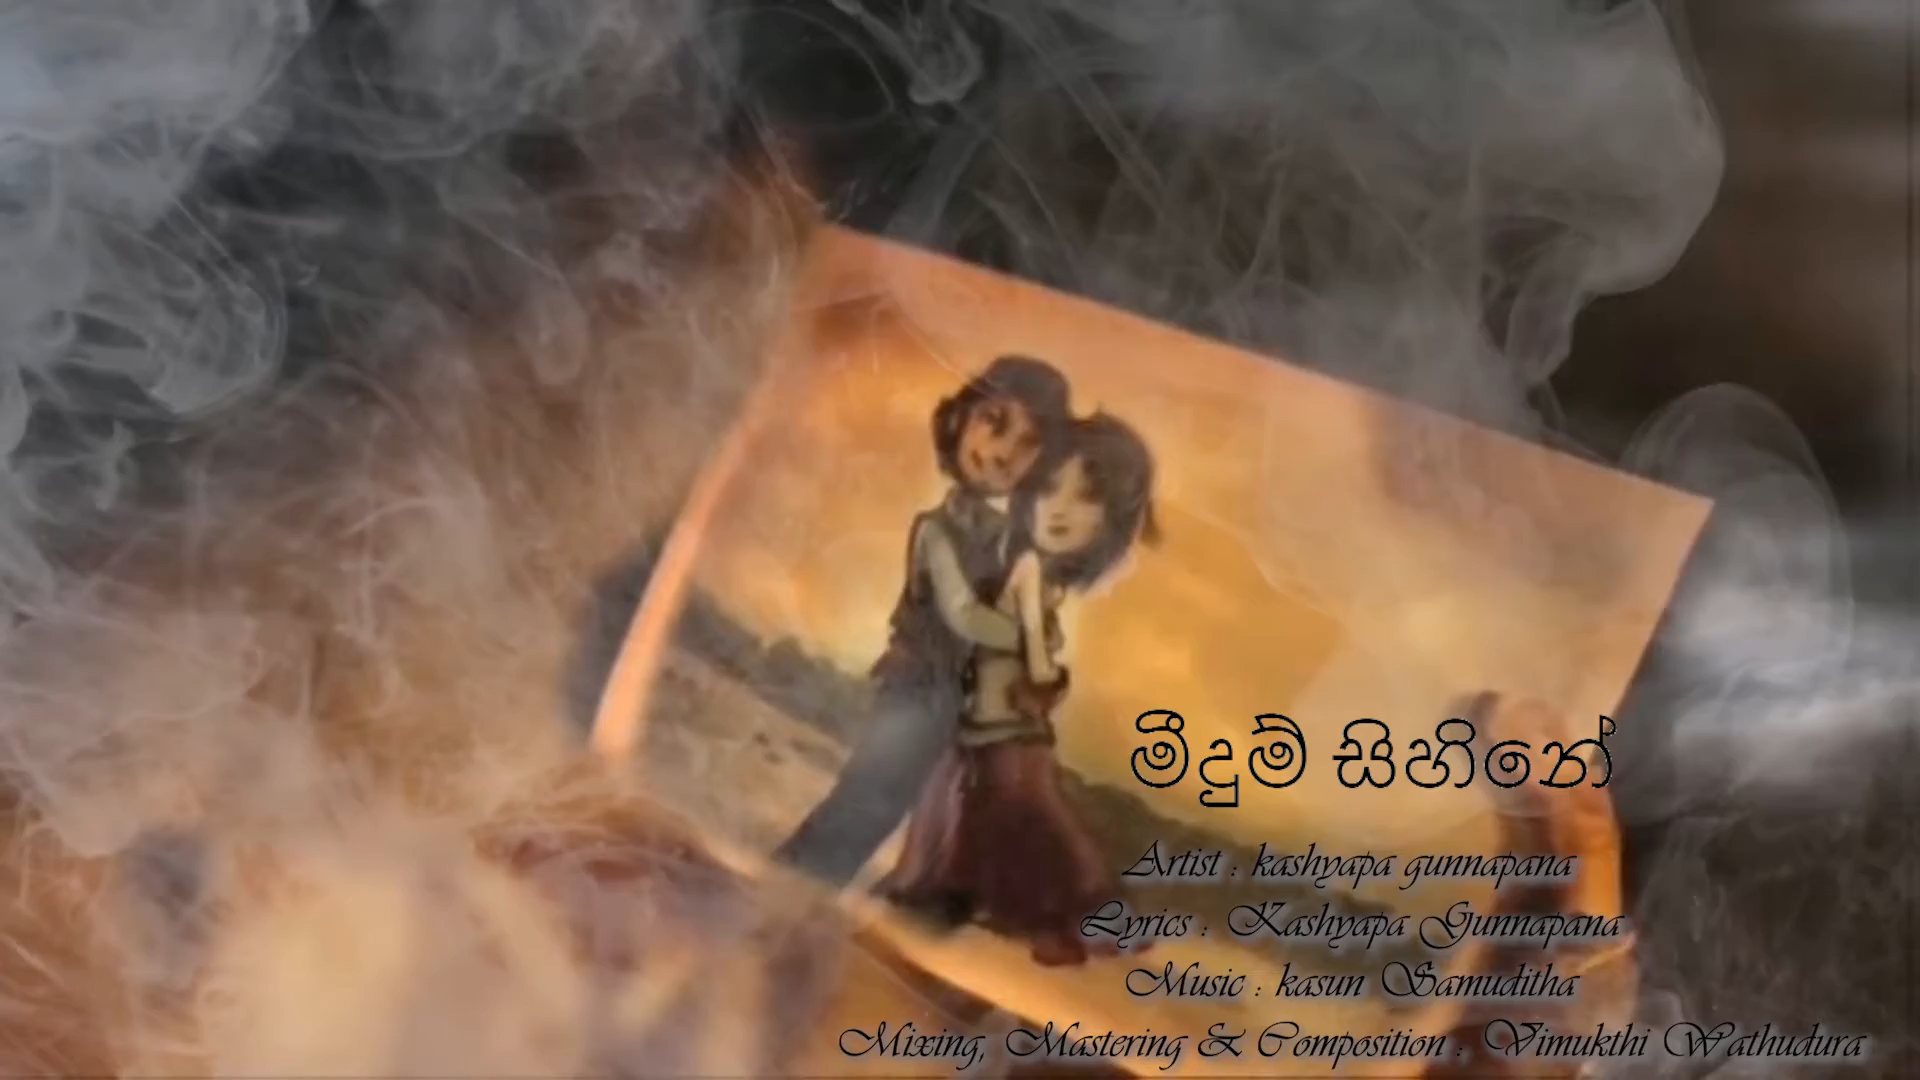 මීදුම් සිහිනේ
Artist : kashyapa gunnapana
Lyrics : Kashyapa Gunnapana
Music : kasun Samuditha
Mixing, Mastering & Composition : Vimukthi Wathudura